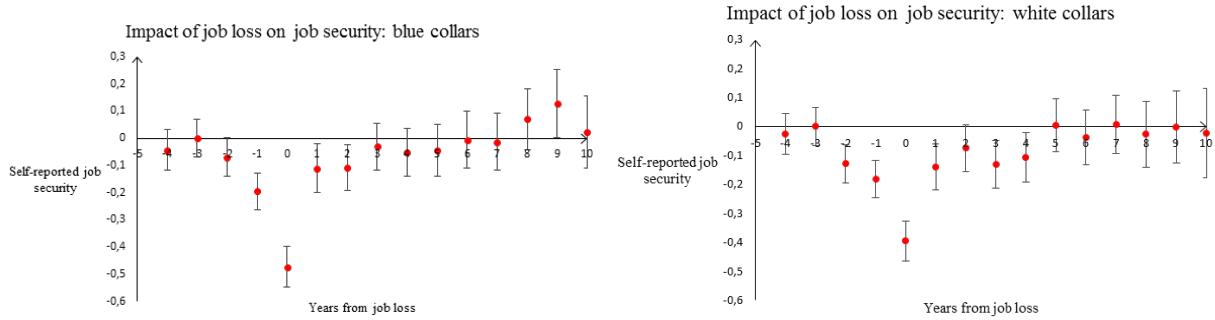 Impact of job loss on job security: blue collars
0,3
0,2
0,1
0
-0,1
-0,2
-0,3
-0,4
-0,5
-0,6
-5 -4 -3 -2 -1 0 1 2 3 4 5 6 7 8 9 10
Self-reported job
security
Years from job loss
Impact of job loss on job security: white collars
0,3
0,2
0,1
0
-0,1
-0,2
-0,3
-0,4
-0,5
-0,6
-5 -4 -3 -2 -1 0 1 2 3 4 5 6 7 8 9 10
Self-reported job
security
Years from job loss